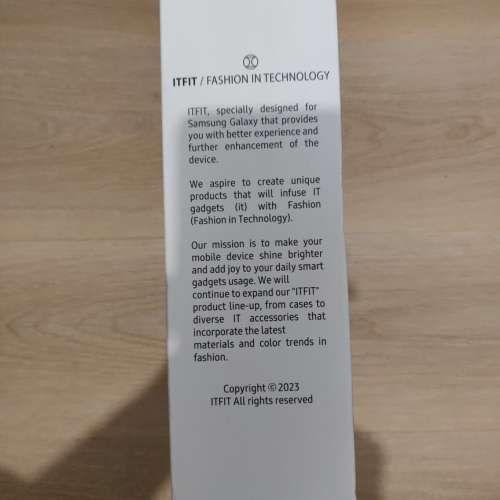 ITFIT / FASHION IN TECHNOLOGY
ITFIT, specially designed for
Samsung Galaxy that provides
you with better experience and
further enhancement of the
device.
We aspire to create unique
products that will infuse IT
gadgets (it) with Fashion
(Fashion in Technology).
Our mission is to make your
mobile device shine brighter
and add joy to your daily smart
gadgets usage. We will
continue to expand our "ITFIT"
product line-up, from cases to
diverse IT accessories that
incorporate the latest
materials and color trends in
fashion.
Copyright ©2023
ITFIT All rights reserved